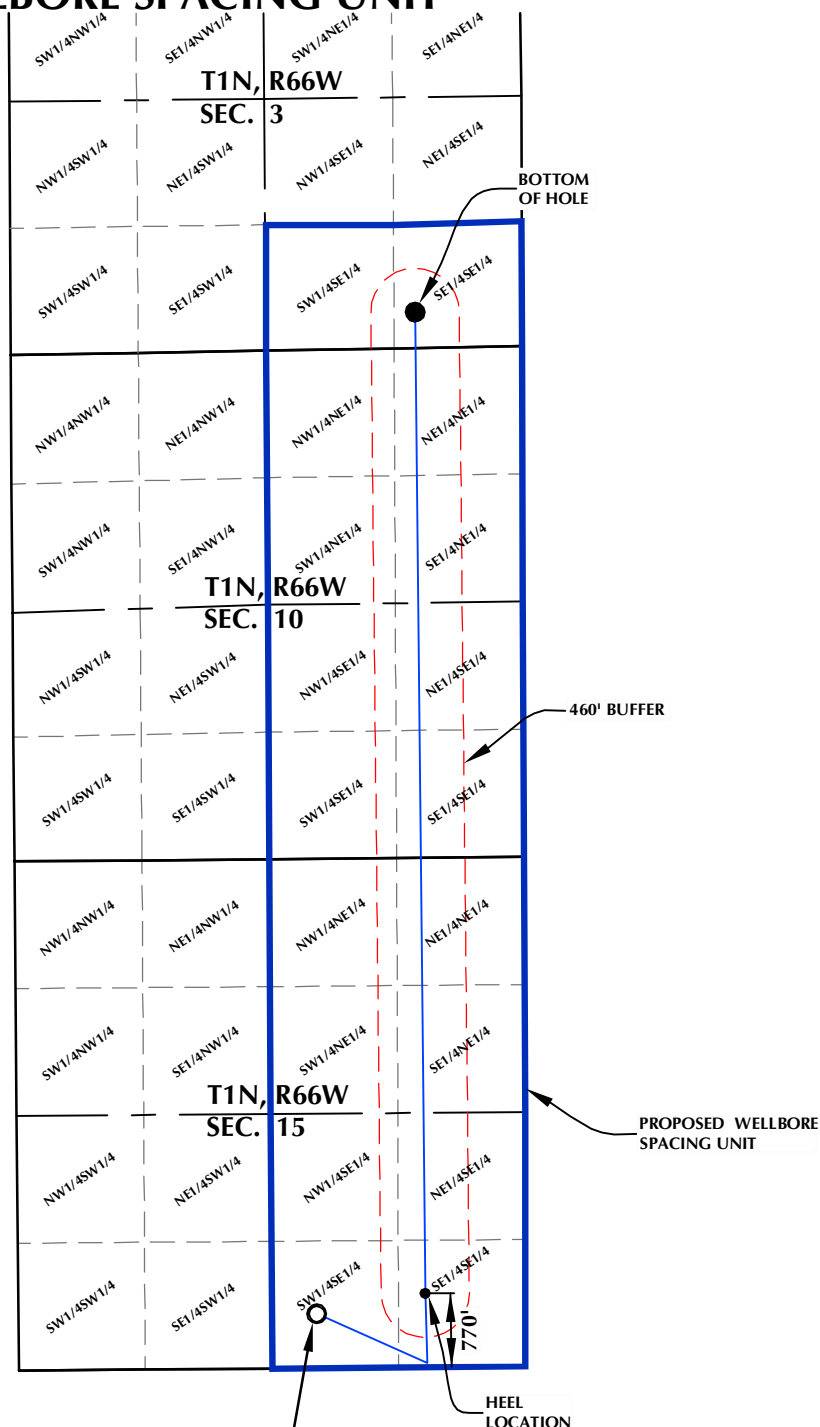 LBORE SPACING UNIT
SW1/4NW1/4
SE1/4NW1/4
SW1/4NE1/4
SE1/4NE1/4
T1N, R66W
SEC. 3
NW1/4SW1/4
NE1/4SW1/4
NW1/4SE1/4
NE1/4SE1/4
BOTTOM
OF HOLE
SW1/4SW1/4
SE1/4SW1/4
SW1/4SE1/4
SE1/4SE1/4
NW1/4NW1/4
NE1/4NW1/4
NW1/4NE1/4
NE1/4NE1/4
SW1/4NW1/4
SE1/4NW1/4
SW1/4NE1/4
SE1/4NE1/4
T1N, R66W
SEC. 10
NW1/4SW1/4
NE1/4SW1/4
NW1/4SE1/4
NE1/4SE1/4
460' BUFFER
SW1/4SW1/4
SE1/4SW1/4
SW1/4SE1/4
SE1/4SE1/4
NW1/4NW1/4
NE1/4NW1/4
NW1/4NE1/4
NE1/4NE1/4
SW1/4NW1/4
SE1/4NW1/4
SW1/4NE1/4
SE1/4NE1/4
T1N, R66W
SEC. 15
PROPOSED WELLBORE
SPACING UNIT
NW1/4SW1/4
NE1/4SW1/4
NW1/4SE1/4
NE1/4SE1/4
SW1/4SW1/4
SE1/4SW1/4
SW1/4SE1/4
SE1/4SE1/4
770'
HEEL
LOCATION